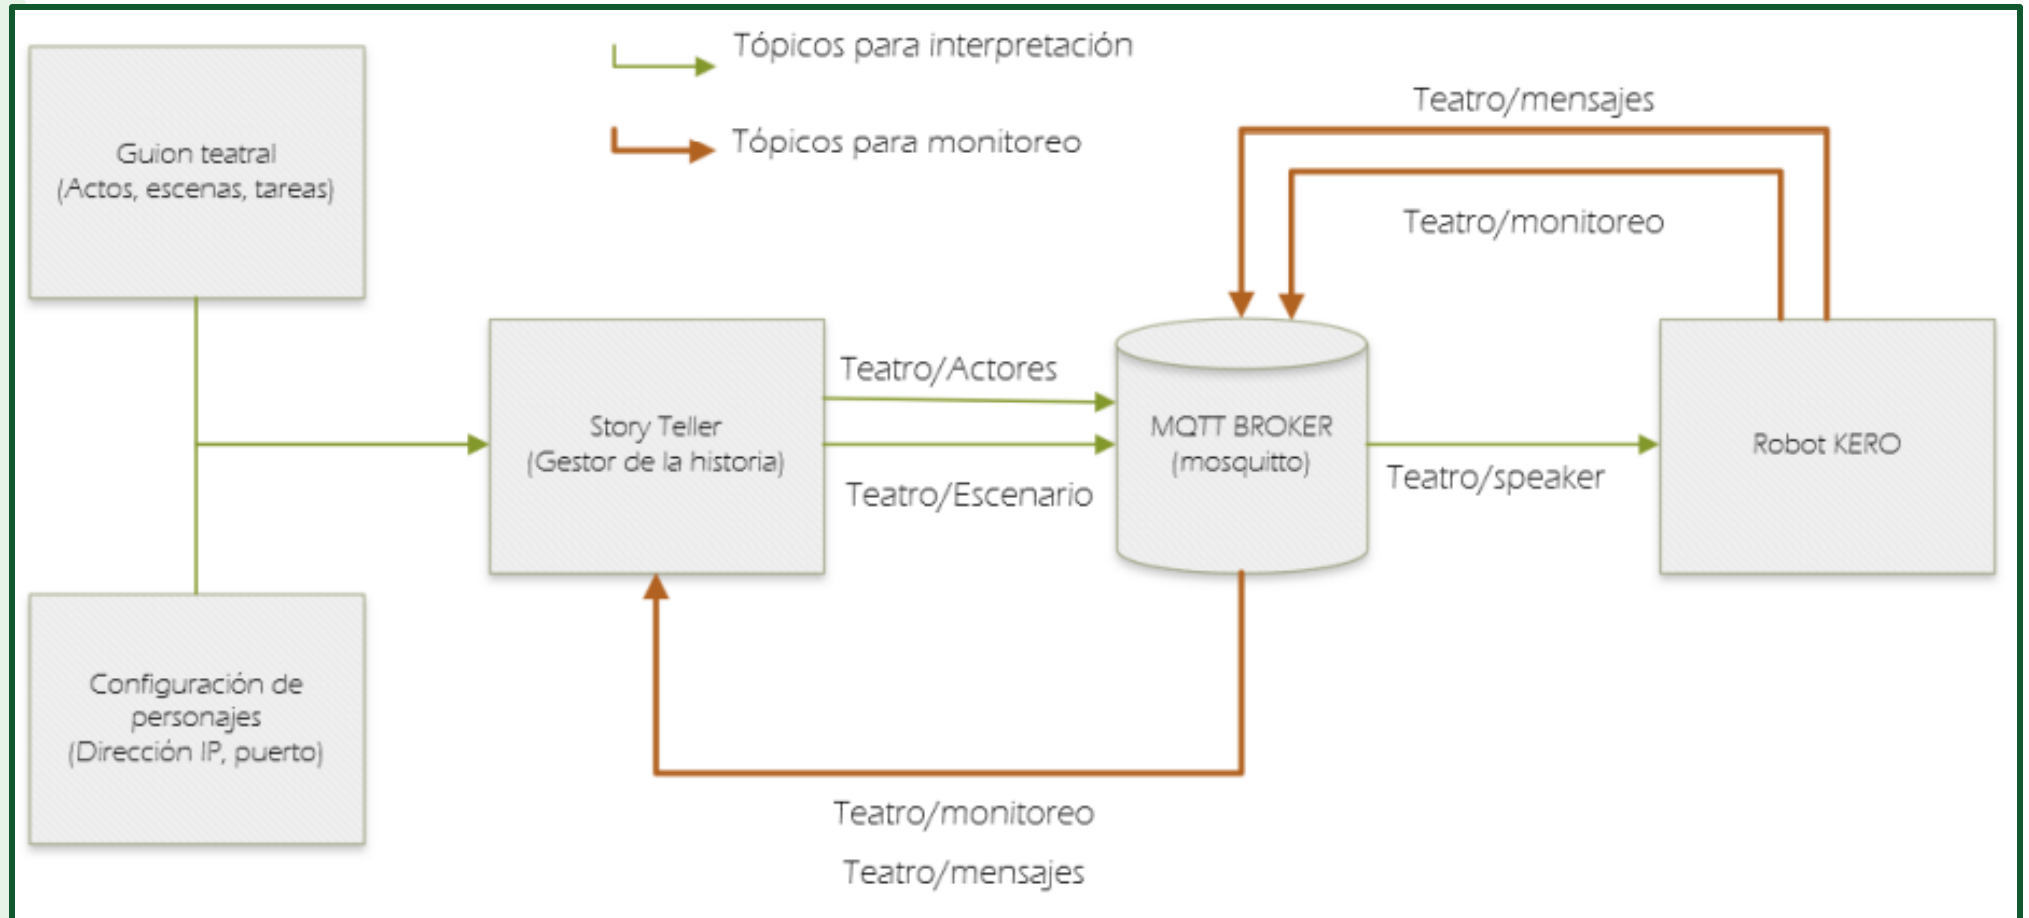 Tópicos para interpretación
Tópicos para monitoreo
Guion teatral
(Actos, escenas, tareas)
Configuración de
personajes
(Dirección IP, puerto)
Story Teller
(Gestor de la historia)
Teatro/Actores
Teatro/Escenario
MQTT BROKER
(mosquitto)
Teatro/speaker
Robot KERO
Teatro/mensajes
Teatro/monitoreo
Teatro/monitoreo
Teatro/mensajes